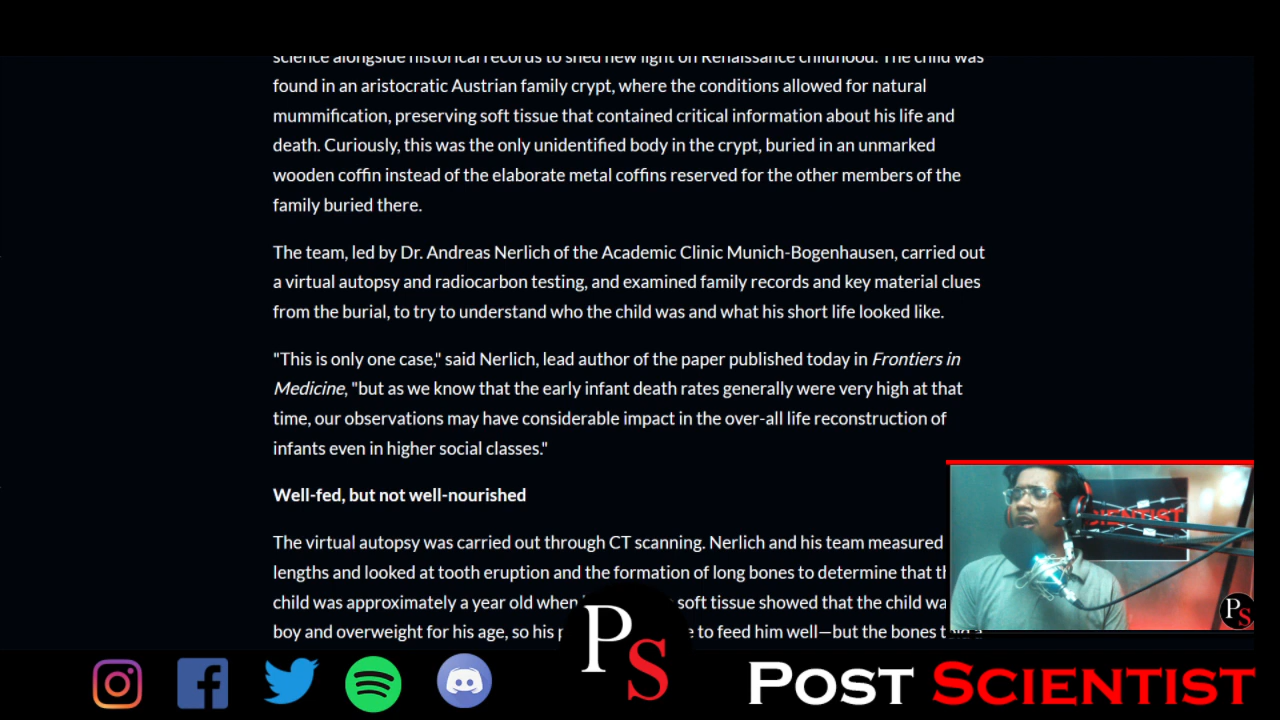 science alongside historical records to shed new light on Renaissance childhood. The child was
found in an aristocratic Austrian family crypt, where the conditions allowed for natural
mummification, preserving soft tissue that contained critical information about his life and
death. Curiously, this was the only unidentified body in the crypt, buried in an unmarked
wooden coffin instead of the elaborate metal coffins reserved for the other members of the
family buried there.
The team, led by Dr. Andreas Nerlich of the Academic Clinic Munich-Bogenhausen, carried out
a virtual autopsy and radiocarbon testing, and examined family records and key material clues
from the burial, to try to understand who the child was and what his short life looked like.
"This is only one case," said Nerlich, lead author of the paper published today in Frontiers in
Medicine, "but as we know that the early infant death rates generally were very high at that
time, our observations may have considerable impact in the over-all life reconstruction of
infants even in higher social classes."
Well-fed, but not well-nourished
The virtual autopsy was carried out through CT scanning. Nerlich and his team measured
lengths and looked at tooth eruption and the formation of long bones to determine that
child was approximately a year old when soft tissue showed that the child
boy and overweight for his age, so his to feed him well—but the bones
SCIENTIST
PS
PS
POST SCIENTIST